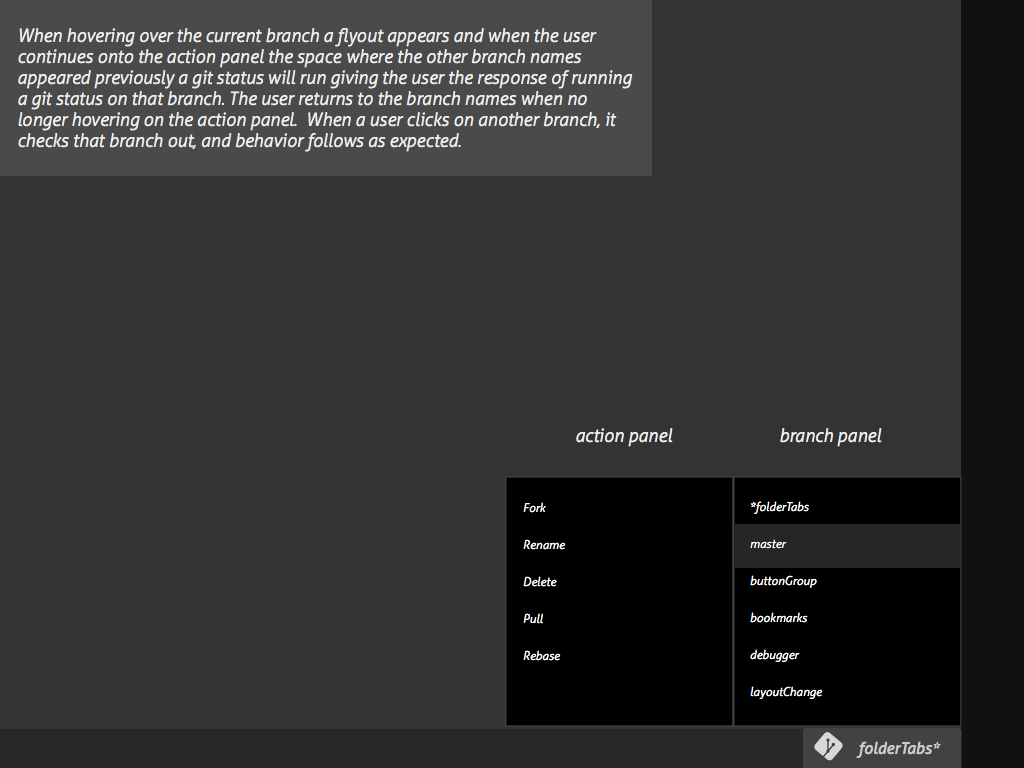 When hovering over the current branch a flyout appears and when the user
continues onto the action panel the space where the other branch names
appeared previously a git status will run giving the user the response of running
a git status on that branch. The user returns to the branch names when no
longer hovering on the action panel.  When a user clicks on another branch, it
checks that branch out, and behavior follows as expected.
action panel
branch panel
Fork
Rename
Delete
Pull
Rebase
*folderTabs
master
buttonGroup
bookmarks
debugger
layoutChange
folderTabs*